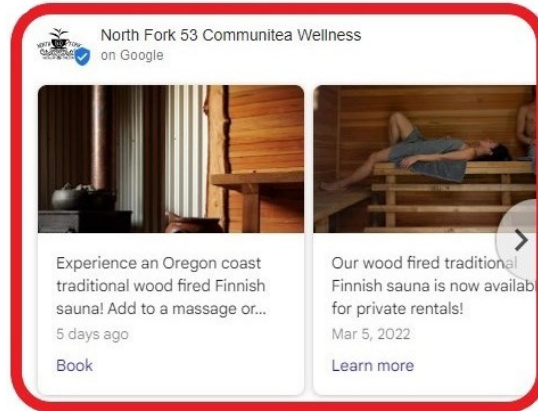 North Fork 53 Communitea Wellness
on Google
Experience an Oregon coast
traditional wood fired Finnish
sauna! Add to a massage or...
5 days ago
Book
Our wood fired traditional
Finnish sauna is now availabl
for private rentals!
Mar 5, 2022
Learn more